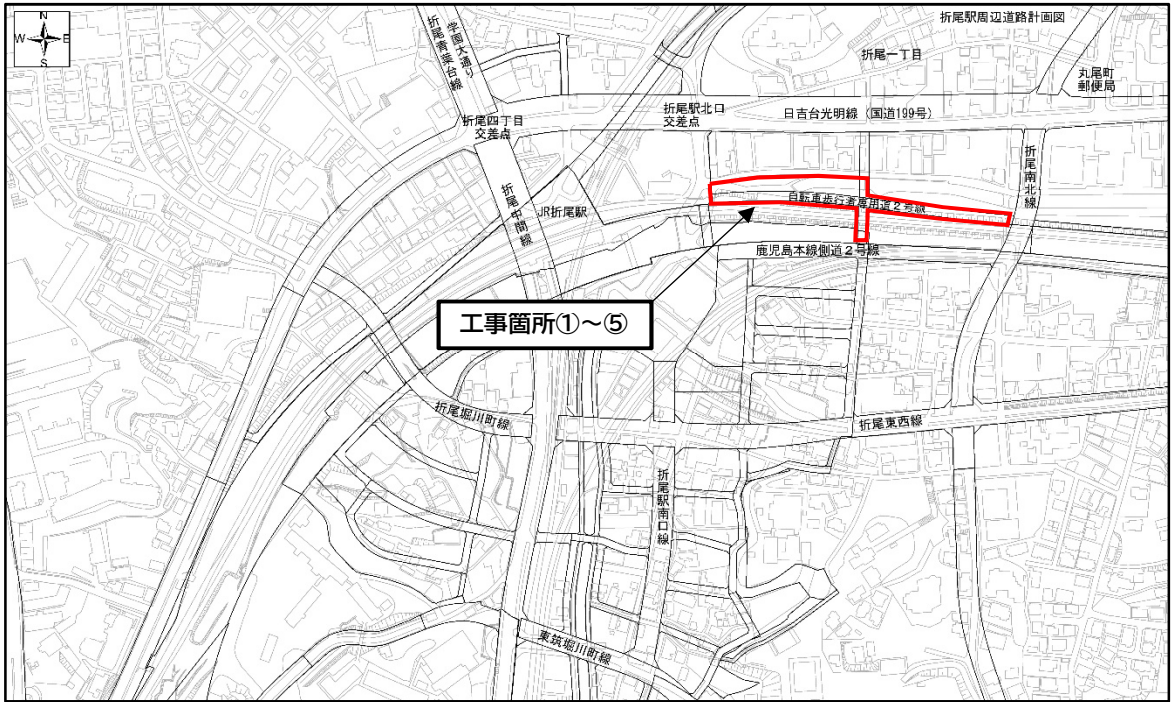 N
W
E
S
折尾駅周辺道路計画図
学園大通り
折尾青葉台線
折尾一丁目
丸尾町
郵便局
折尾四丁目
交差点
折尾駅北口
交差点
日吉台光明線（国道199号）
折尾南北線
折尾中間線
JR折尾駅
自転車歩行者専用道２号線
鹿児島本線側道２号線
工事箇所①～⑤
折尾堀川町線
折尾東西線
折尾駅南口線
東筑堀川町線